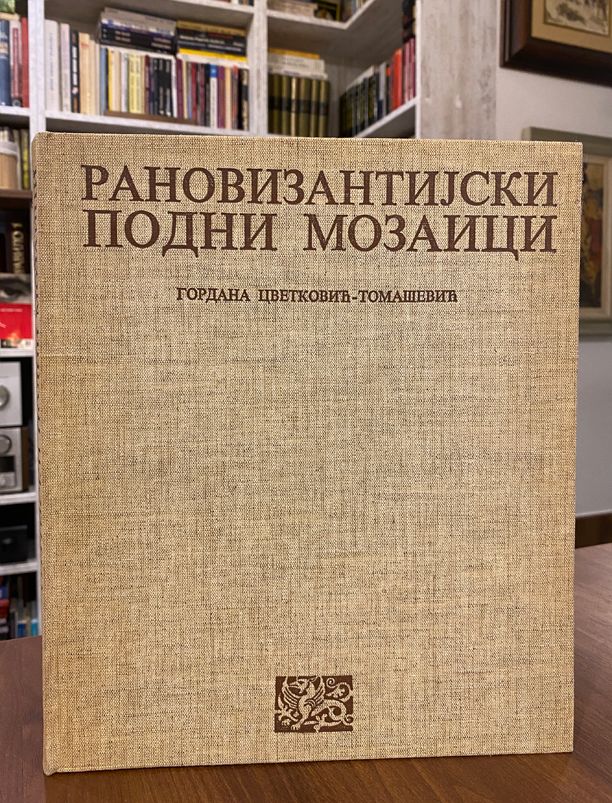 РАНОВИЗАНТИЈСКИ
ПОДНИ МОЗАИЦИ
ГОРДАНА ЦВЕТКОВИЋ-ТОМАШЕВИЋ